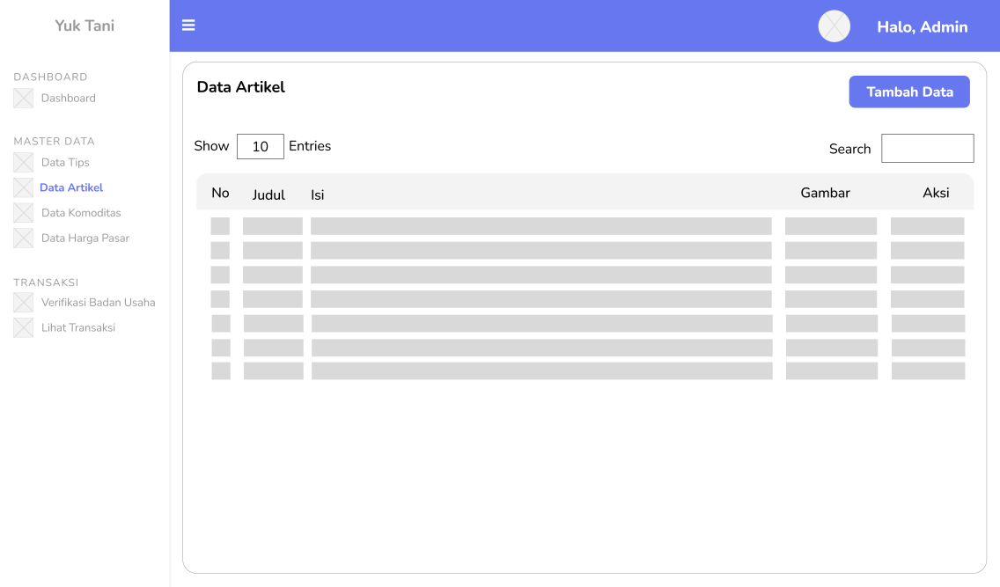 Yuk Tani
Halo, Admin
DASHBOARD
Dashboard
MASTER DATA
Data Tips
Data Artikel
Data Komoditas
Data Harga Pasar
TRANSAKSI
Verifikasi Badan Usaha
Lihat Transaksi
Data Artikel
Tambah Data
Show 10 Entries
Search
No Judul Isi Gambar Aksi